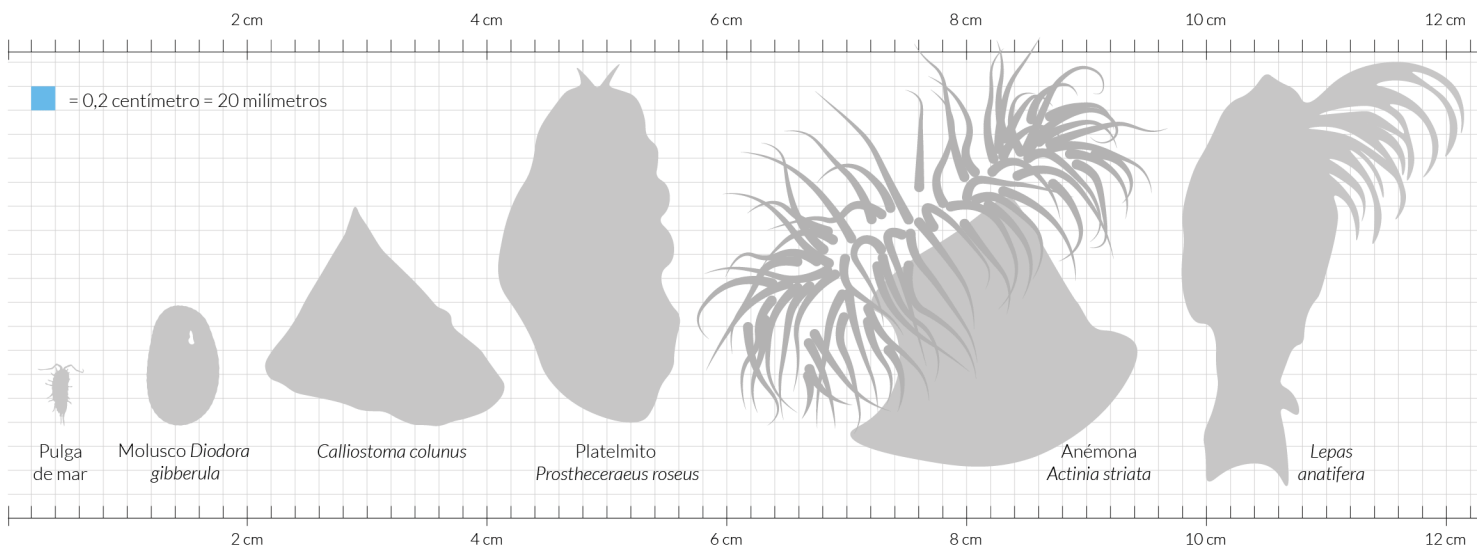 2 cm 4 cm 6 cm 8 cm 10 cm 12 cm
= 0,2 centímetro = 20 milímetros
Pulga
de mar
Molusco Diodora
gibberula
Calliostoma colunus
Platelmito
Prostheceraeus roseus
Anémona
Actinia striata
Lepas
anatifera
2 cm 4 cm 6 cm 8 cm 10 cm 12 cm